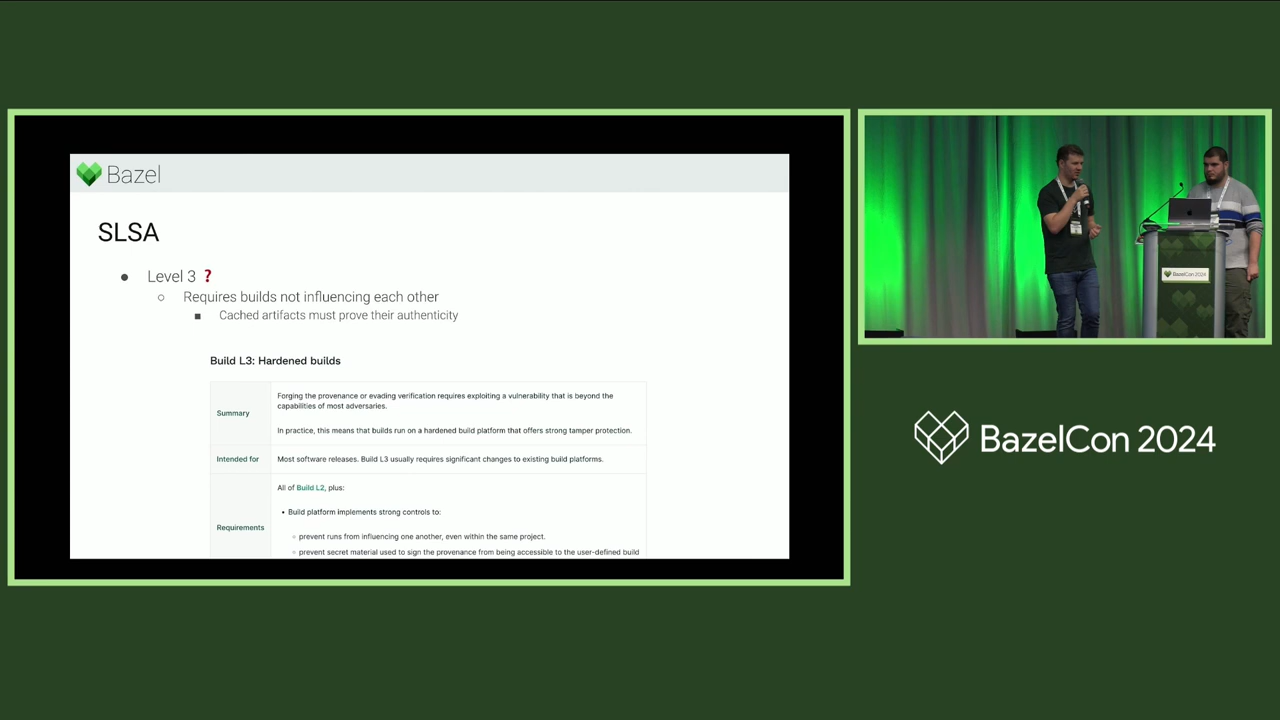 Bazel
SLSA
● Level 3 ?
○ Requires builds not influencing each other
■ Cached artifacts must prove their authenticity
Build L3: Hardened builds
Summary
Forging the provenance or evading verification requires exploiting a vulnerability that is beyond the
capabilities of most adversaries.
In practice, this means that builds run on a hardened build platform that offers strong tamper protection.
Intended for
Most software releases. Build L3 usually requires significant changes to existing build platforms.
Requirements
All of Build L2, plus:
• Build platform implements strong controls to:
○ prevent runs from influencing one another, even within the same project.
○ prevent secret material used to sign the provenance from being accessible to the user-defined build
BazelCon 2024
BazelCon 2024